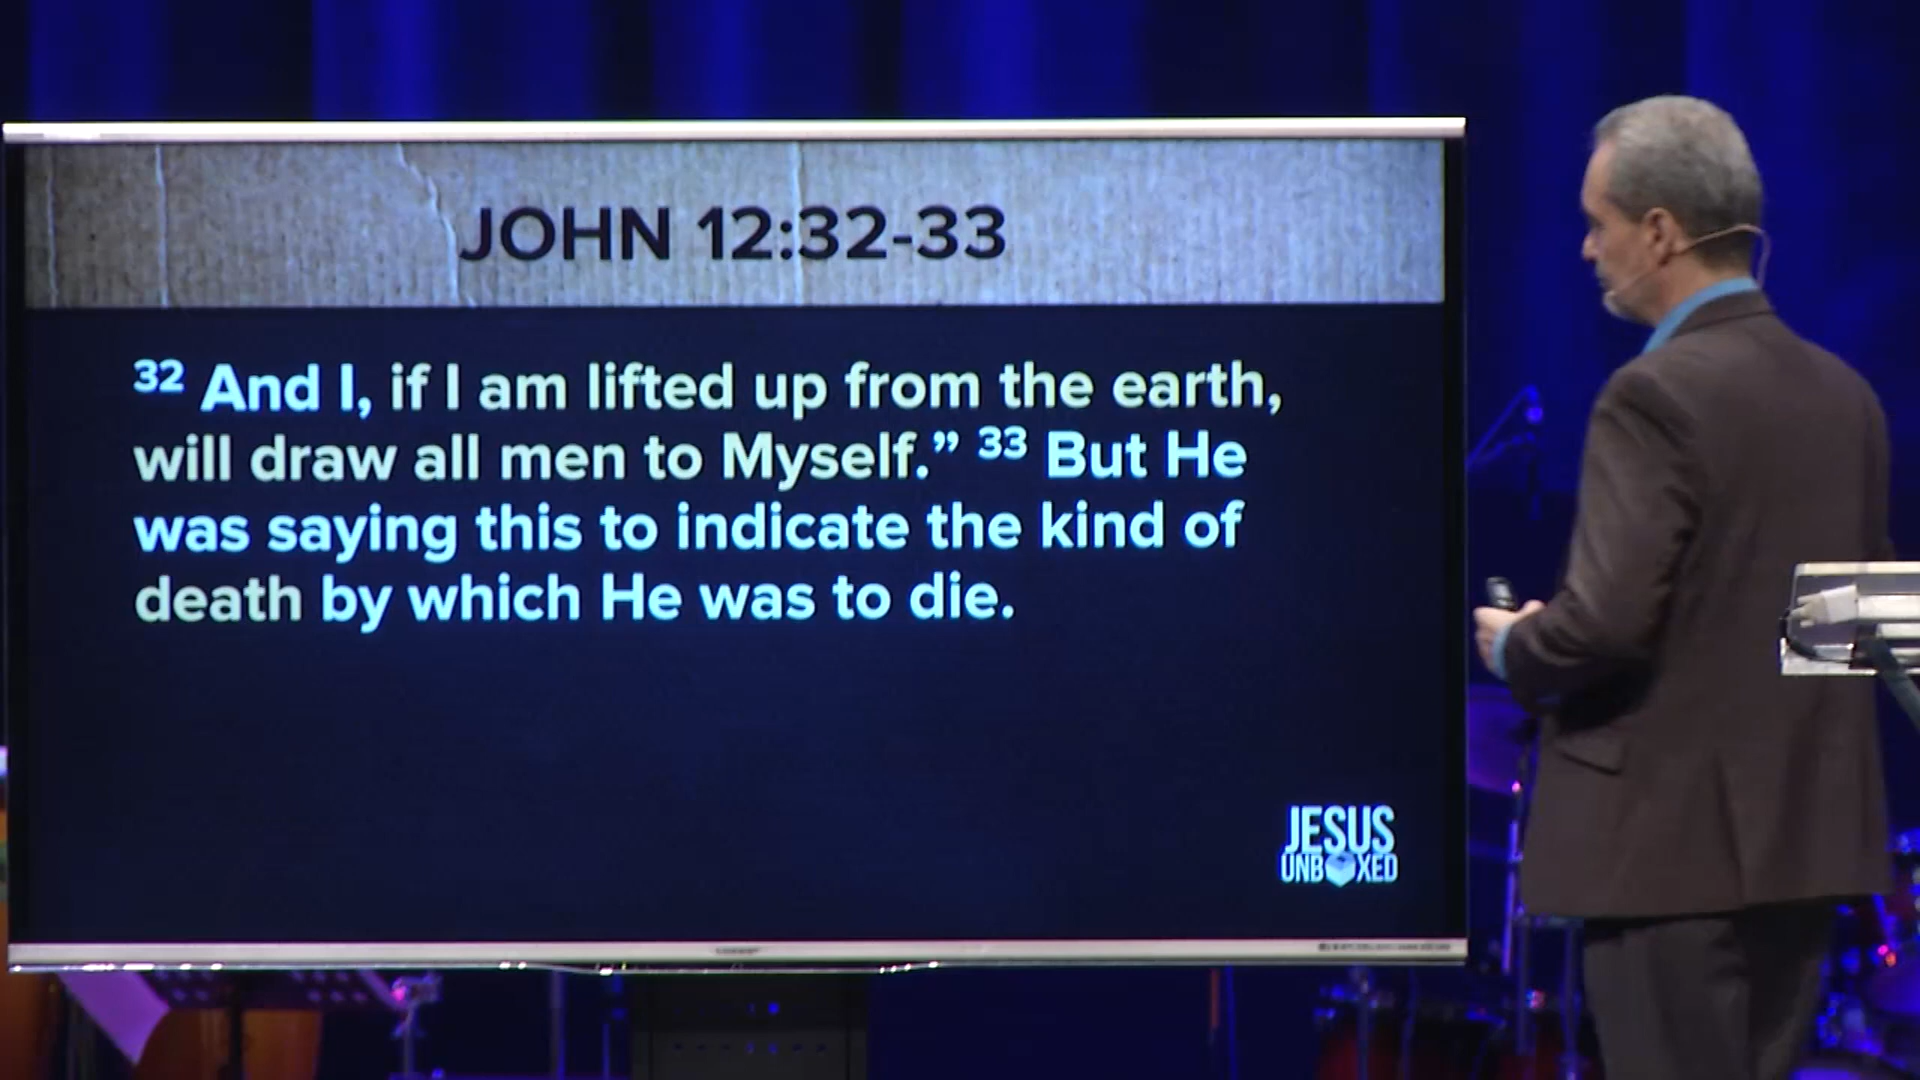 JOHN 12:32-33
32 And I, if I am lifted up from the earth,
will draw all men to Myself.” 33 But He
was saying this to indicate the kind of
death by which He was to die.
JESUS
UNBOXED